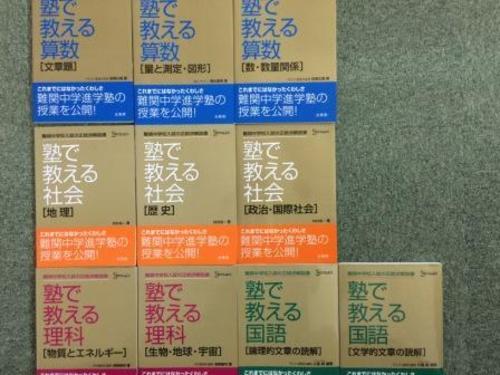 塾で
教える
算数
[文章題]
これまでにはなかったくわしさ
難関中学進学塾の
授業を公開!
塾で
教える
算数
[量と測定・図形]
これまでにはなかったくわしさ
難関中学進学塾の
授業を公開!
塾で
教える
算数
[数・数量関係]
これまでにはなかったくわしさ
難関中学進学塾の
授業を公開!
塾で
教える
社会
[地理]
これまでにはなかったくわしさ
難関中学進学塾の
授業を公開!
塾で
教える
社会
[歴史]
これまでにはなかったくわしさ
難関中学進学塾の
授業を公開!
塾で
教える
社会
[政治・国際社会]
これまでにはなかったくわしさ
難関中学進学塾の
授業を公開!
塾で
教える
理科
[物質とエネルギー]
塾で
教える
理科
[生物・地球・宇宙]
塾で
教える
国語
[論理的文章の読解]
塾で
教える
国語
[文学的文章の読解]